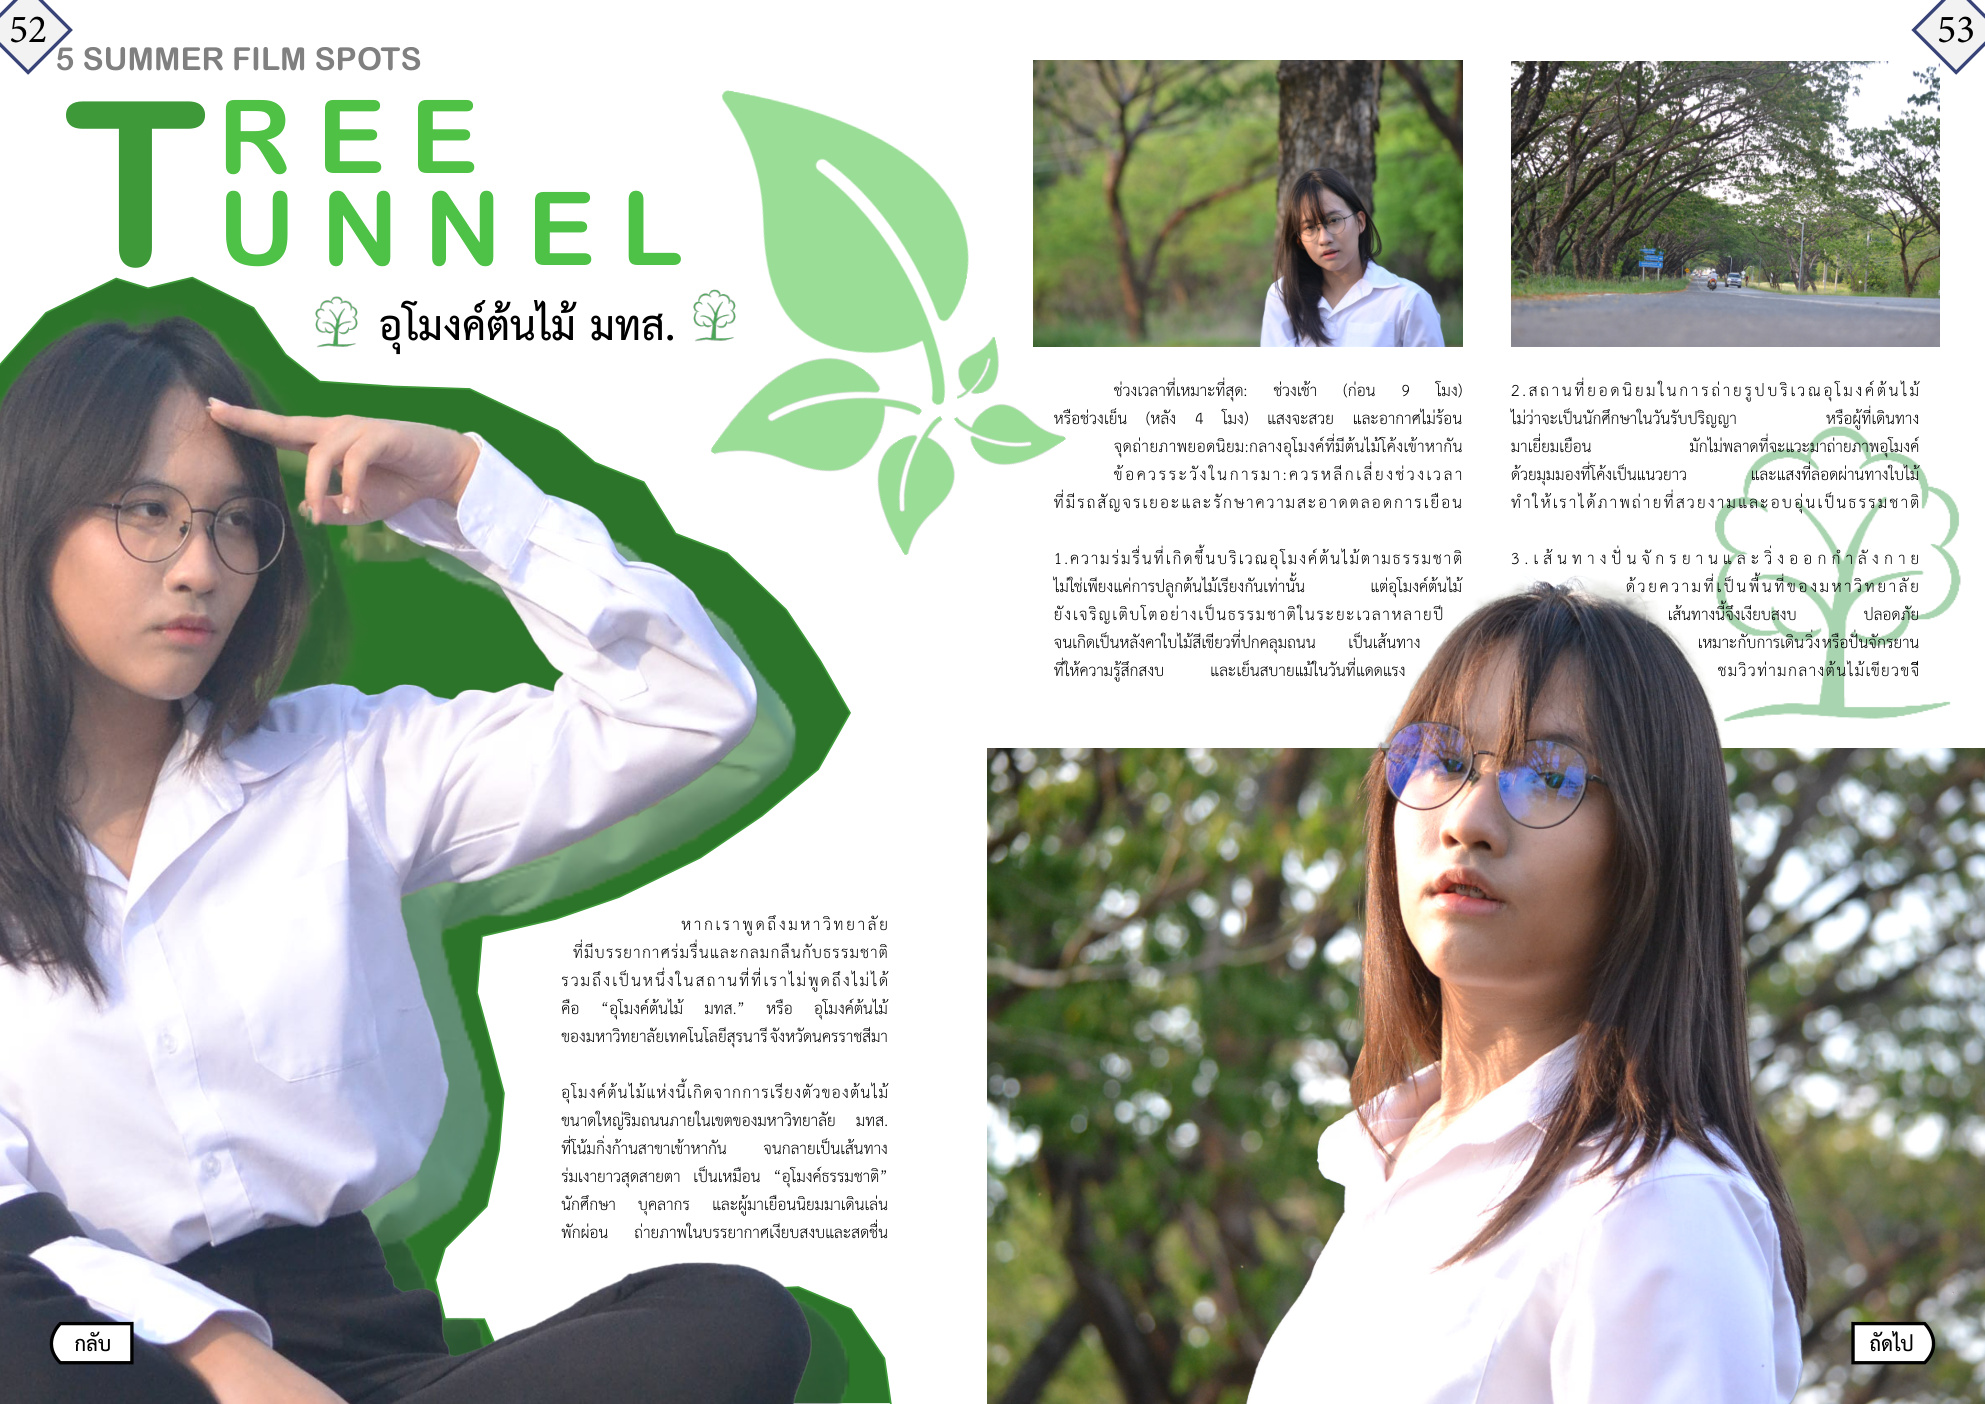 52
5 SUMMER FILM SPOTS
TREE
TUNNEL
อุโมงค์ต้นไม้ มทส.
หากเราพูดถึงมหาวิทยาลัย
ที่มีบรรยากาศร่มรื่นและกลมกลืนกับธรรมชาติ
รวมถึงเป็นหนึ่งในสถานที่ที่เราไม่พูดถึงไม่ได้
คือ “อุโมงค์ต้นไม้ มทส.” หรือ อุโมงค์ต้นไม้
ของมหาวิทยาลัยเทคโนโลยีสุรนารี จังหวัดนครราชสีมา
อุโมงค์ต้นไม้แห่งนี้เกิดจากการเรียงตัวของต้นไม้
ขนาดใหญ่ริมถนนภายในเขตของมหาวิทยาลัย มทส.
ที่โน้มกิ่งก้านสาขาเข้าหากัน จนกลายเป็นเส้นทาง
ร่มเงายาวสุดสายตา เป็นเหมือน “อุโมงค์ธรรมชาติ”
นักศึกษา บุคลากร และผู้มาเยือนนิยมมาเดินเล่น
พักผ่อน ถ่ายภาพในบรรยากาศเงียบสงบและสดชื่น
กลับ
53
ช่วงเวลาที่เหมาะที่สุด: ช่วงเช้า (ก่อน 9 โมง)
หรือช่วงเย็น (หลัง 4 โมง) แสงจะสวย และอากาศไม่ร้อน
จุดถ่ายภาพยอดนิยม:กลางอุโมงค์ที่มีต้นไม้โค้งเข้าหากัน
ข้อควรระวังในการมา:ควรหลีกเลี่ยงช่วงเวลา
ที่มีรถสัญจรเยอะและรักษาความสะอาดตลอดการเยือน
1.ความร่มรื่นที่เกิดขึ้นบริเวณอุโมงค์ต้นไม้ตามธรรมชาติ
ไม่ใช่เพียงแค่การปลูกต้นไม้เรียงกันเท่านั้น แต่อุโมงค์ต้นไม้
ยังเจริญเติบโตอย่างเป็นธรรมชาติในระยะเวลาหลายปี
จนเกิดเป็นหลังคาใบไม้สีเขียวที่ปกคลุมถนน เป็นเส้นทาง
ที่ให้ความรู้สึกสงบ และเย็นสบายแม้ในวันที่แดดแรง
2.สถานที่ยอดนิยมในการถ่ายรูปบริเวณอุโมงค์ต้นไม้
ไม่ว่าจะเป็นนักศึกษาในวันรับปริญญา หรือผู้ที่เดินทาง
มาเยี่ยมเยือน มักไม่พลาดที่จะแวะมาถ่ายภาพอุโมงค์
ด้วยมุมมองที่โค้งเป็นแนวยาว และแสงที่ลอดผ่านทางใบไม้
ทำให้เราได้ภาพถ่ายที่สวยงามและอบอุ่นเป็นธรรมชาติ
3.เส้นทางปั่นจักรยานและวิ่งออกกำลังกาย
ด้วยความที่เป็นพื้นที่ของมหาวิทยาลัย
เส้นทางนี้จึงเงียบสงบ ปลอดภัย
เหมาะกับการเดินวิ่งหรือปั่นจักรยาน
ชมวิวท่ามกลางต้นไม้เขียวขจี
ถัดไป